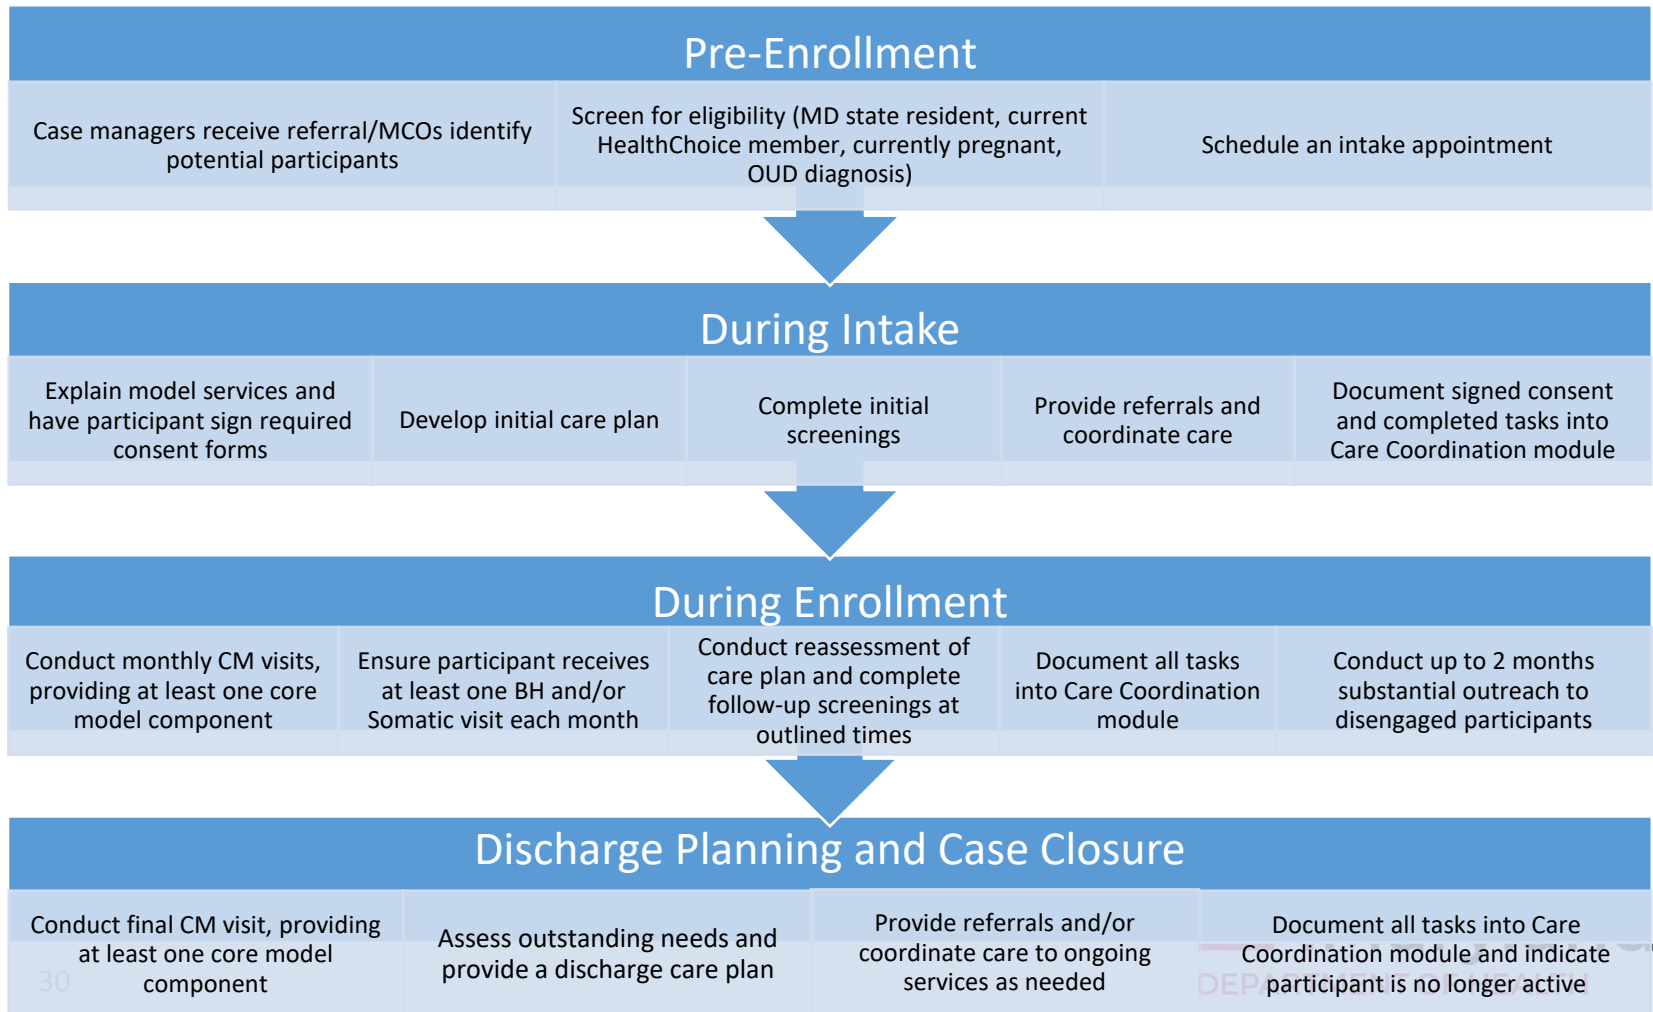 Pre-Enrollment
Case managers receive referral/MCOs identify
potential participants
Screen for eligibility (MD state resident, current
HealthChoice member, currently pregnant,
OUD diagnosis)
Schedule an intake appointment
During Intake
Explain model services and
have participant sign required
consent forms
Develop initial care plan
Complete initial
screenings
Provide referrals and
coordinate care
Document signed consent
and completed tasks into
Care Coordination module
During Enrollment
Conduct monthly CM visits,
providing at least one core
model component
Ensure participant receives
at least one BH and/or
Somatic visit each month
Conduct reassessment of
care plan and complete
follow-up screenings at
outlined times
Document all tasks
into Care Coordination
module
Conduct up to 2 months
substantial outreach to
disengaged participants
Discharge Planning and Case Closure
Conduct final CM visit, providing
at least one core model
component
Assess outstanding needs and
provide a discharge care plan
Provide referrals and/or
coordinate care to ongoing
services as needed
Document all tasks into Care
Coordination module and indicate
participant is no longer active
30
DEPARTMENT OF HEALTH